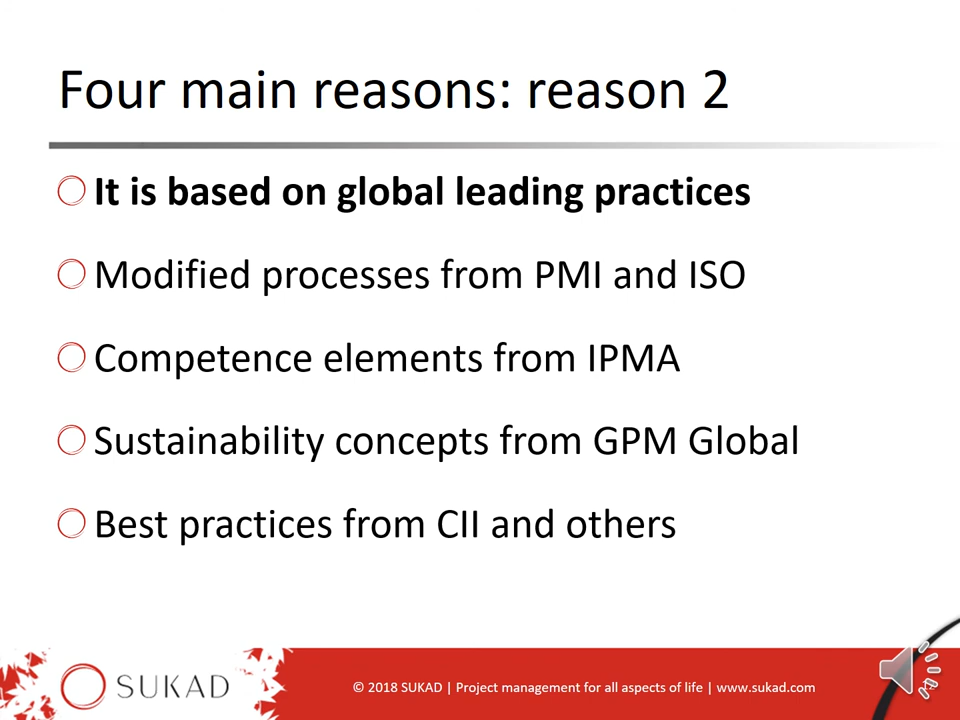 Four main reasons: reason 2
It is based on global leading practices
Modified processes from PMI and ISO
Competence elements from IPMA
Sustainability concepts from GPM Global
Best practices from CII and others
SUKAD
© 2018 SUKAD | Project management for all aspects of life | www.sukad.com